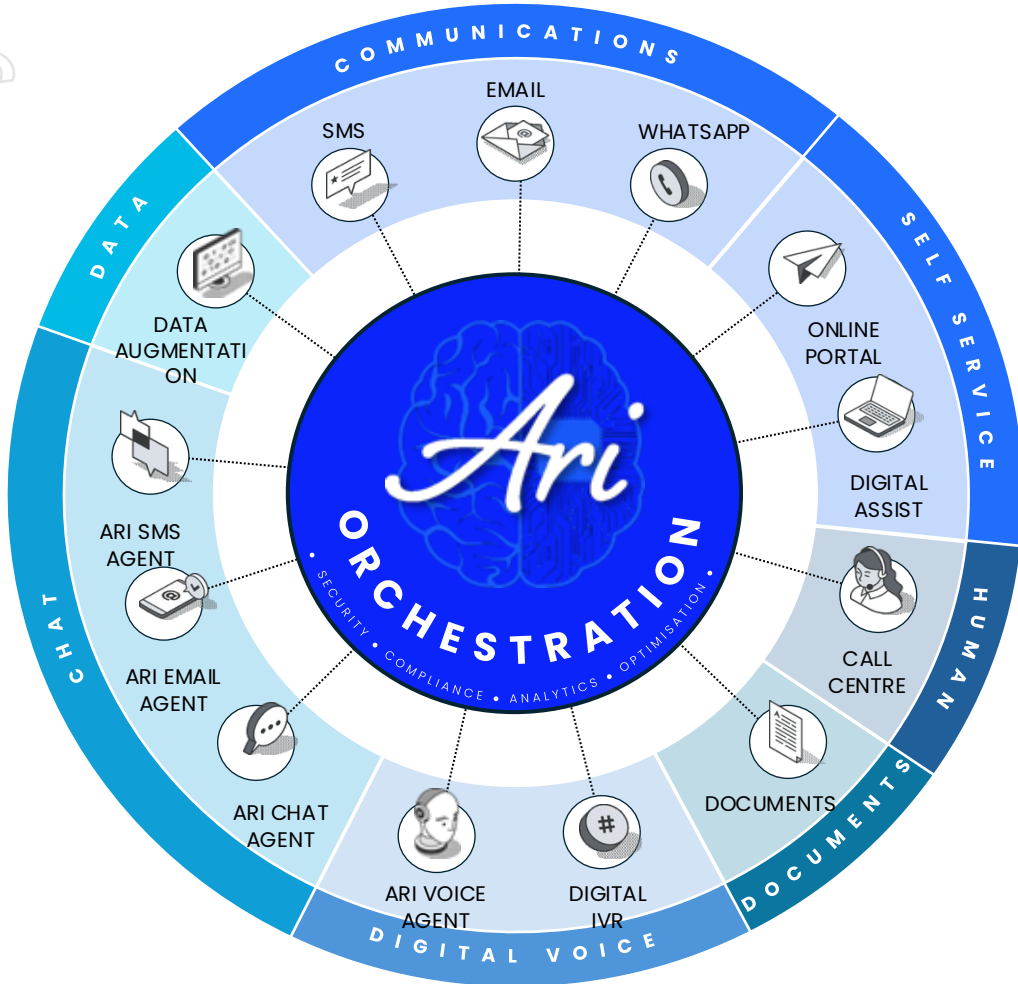 COMMUNICATIONS
EMAIL
SMS
WHATSAPP
SELF SERVICE
ONLINE
PORTAL
DIGITAL
ASSIST
HUMAN
CALL
CENTRE
DOCUMENTS
DOCUMENTS
DIGITAL VOICE
DIGITAL
IVR
ARI VOICE
AGENT
CHAT
ARI CHAT
AGENT
ARI EMAIL
AGENT
ARI SMS
AGENT
DATA
DATA
AUGMENTATI
ON
Ari
ORCHESTRATION
• SECURITY • COMPLIANCE • ANALYTICS • OPTIMISATION •
#
@
@
@
A